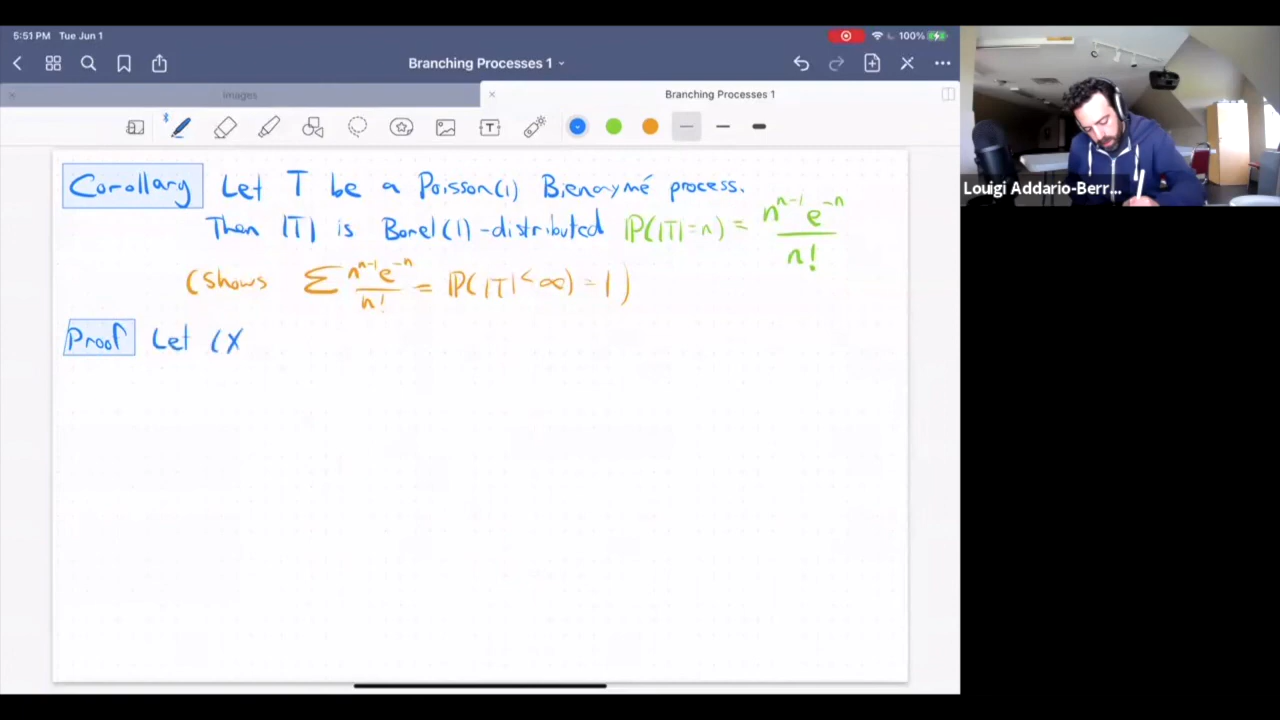 5:51 PM Tue Jun 1
100%
Branching Processes 1
Images
Branching Processes 1
Corollary Let T be a Poisson(1) Bienaymé process.
Then |T| is Borel(1)-distributed P(|T|=n) = n^{n-1} e^{-n} / n!
(Shows Σ n^{n-1} e^{-n} / n! = P(|T|<∞) = 1)
Proof Let (X
Louigi Addario-Berr...